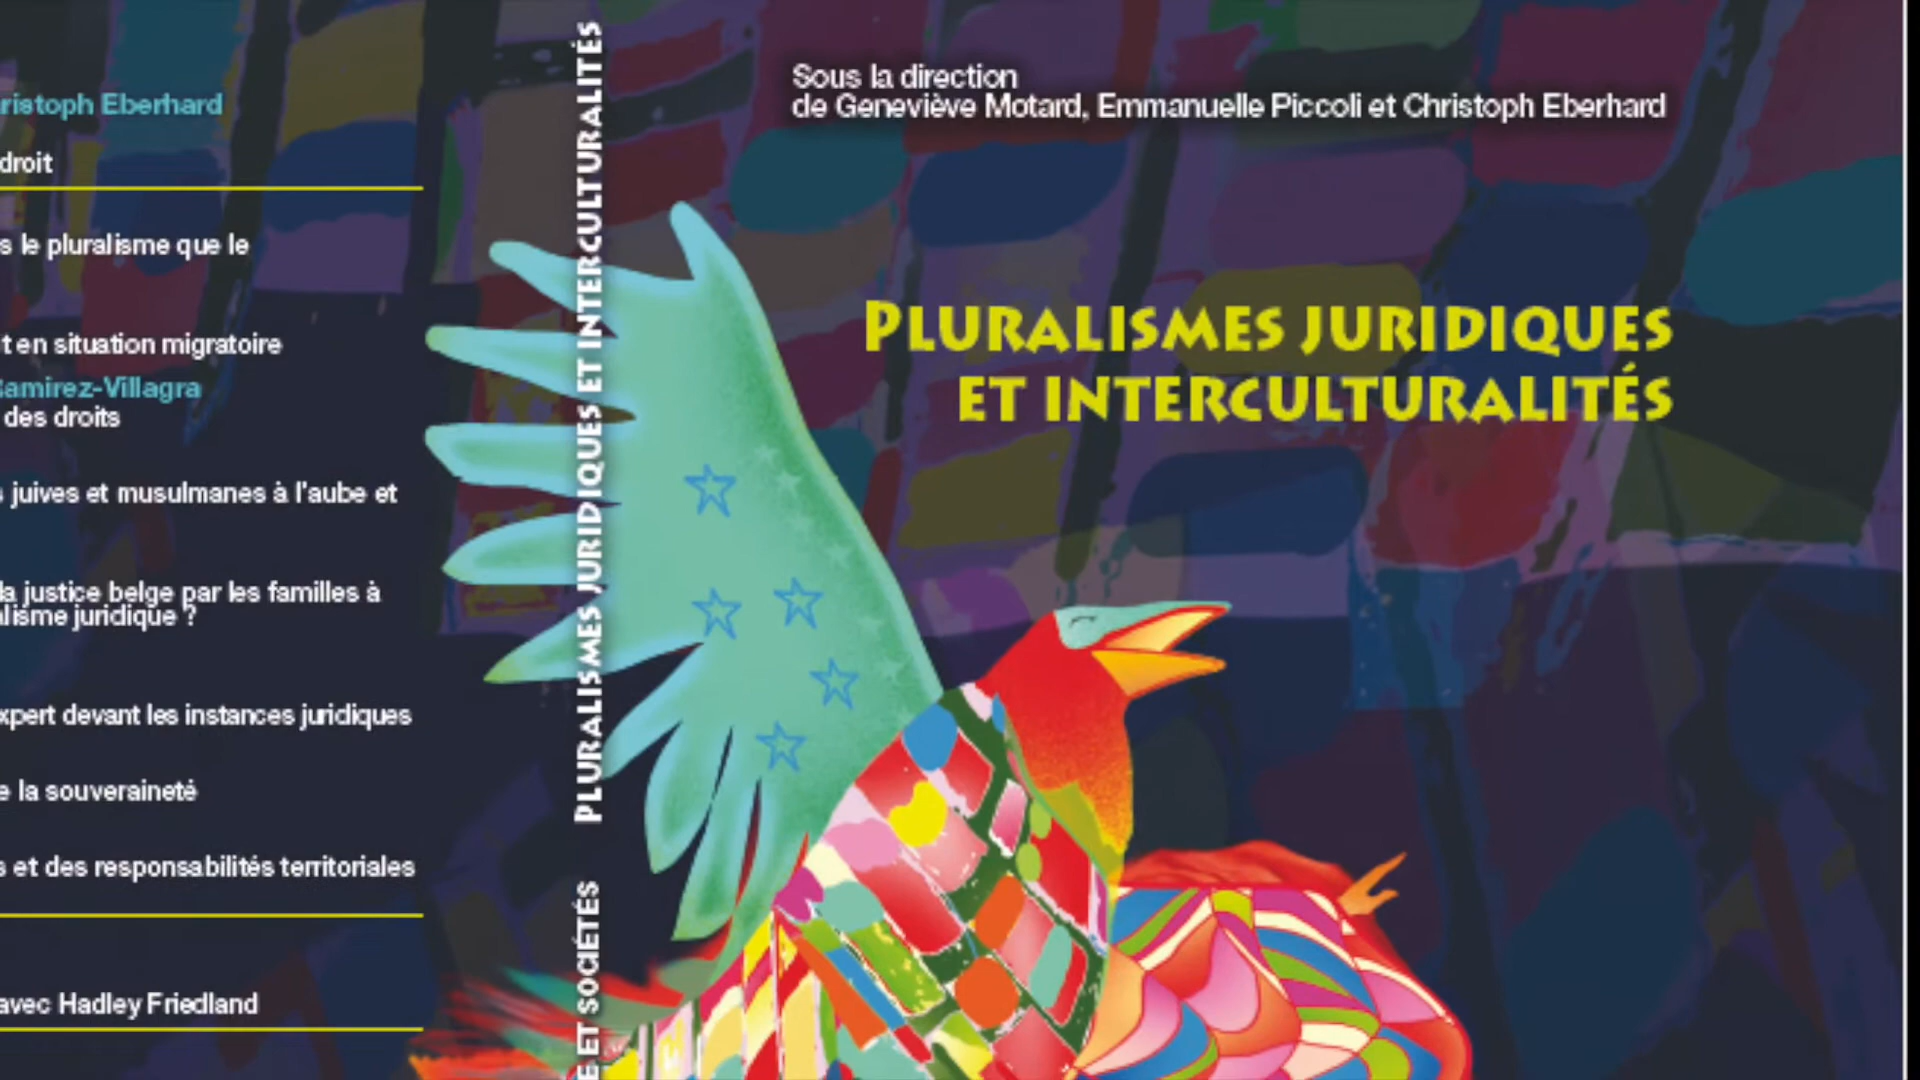 Christoph Eberhard
droit
le pluralisme que le
en situation migratoire
Ramirez-Villagra
des droits
juives et musulmanes à l'aube et
la justice belge par les familles à
juridique ?
expert devant les instances juridiques
la souveraineté
et des responsabilités territoriales
avec Hadley Friedland
PLURALISMES JURIDIQUES ET INTERCULTURALITÉS
ET SOCIÉTÉS
Sous la direction
de Geneviève Motard, Emmanuelle Piccoli et Christoph Eberhard
PLURALISMES JURIDIQUES
ET INTERCULTURALITÉS